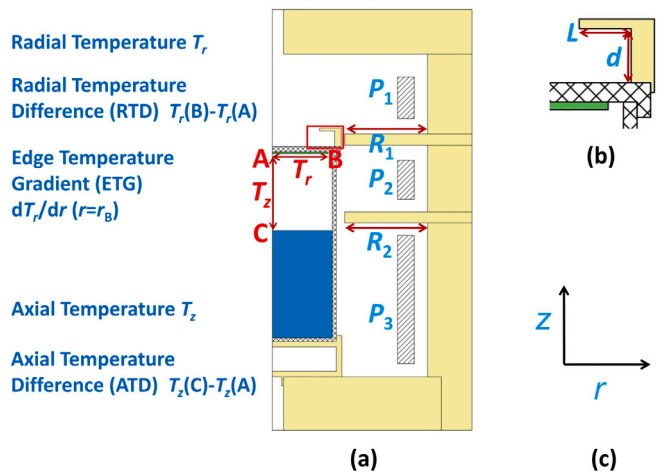 Radial Temperature Tr
Radial Temperature
Difference (RTD) Tr(B)-Tr(A)
Edge Temperature
Gradient (ETG)
dTr/dr (r=rB)
Axial Temperature Tz
Axial Temperature
Difference (ATD) Tz(C)-Tz(A)
P1
R1
A
B
Tr
P2
Tz
C
R2
P3
(a)
L
d
(b)
z
r
(c)